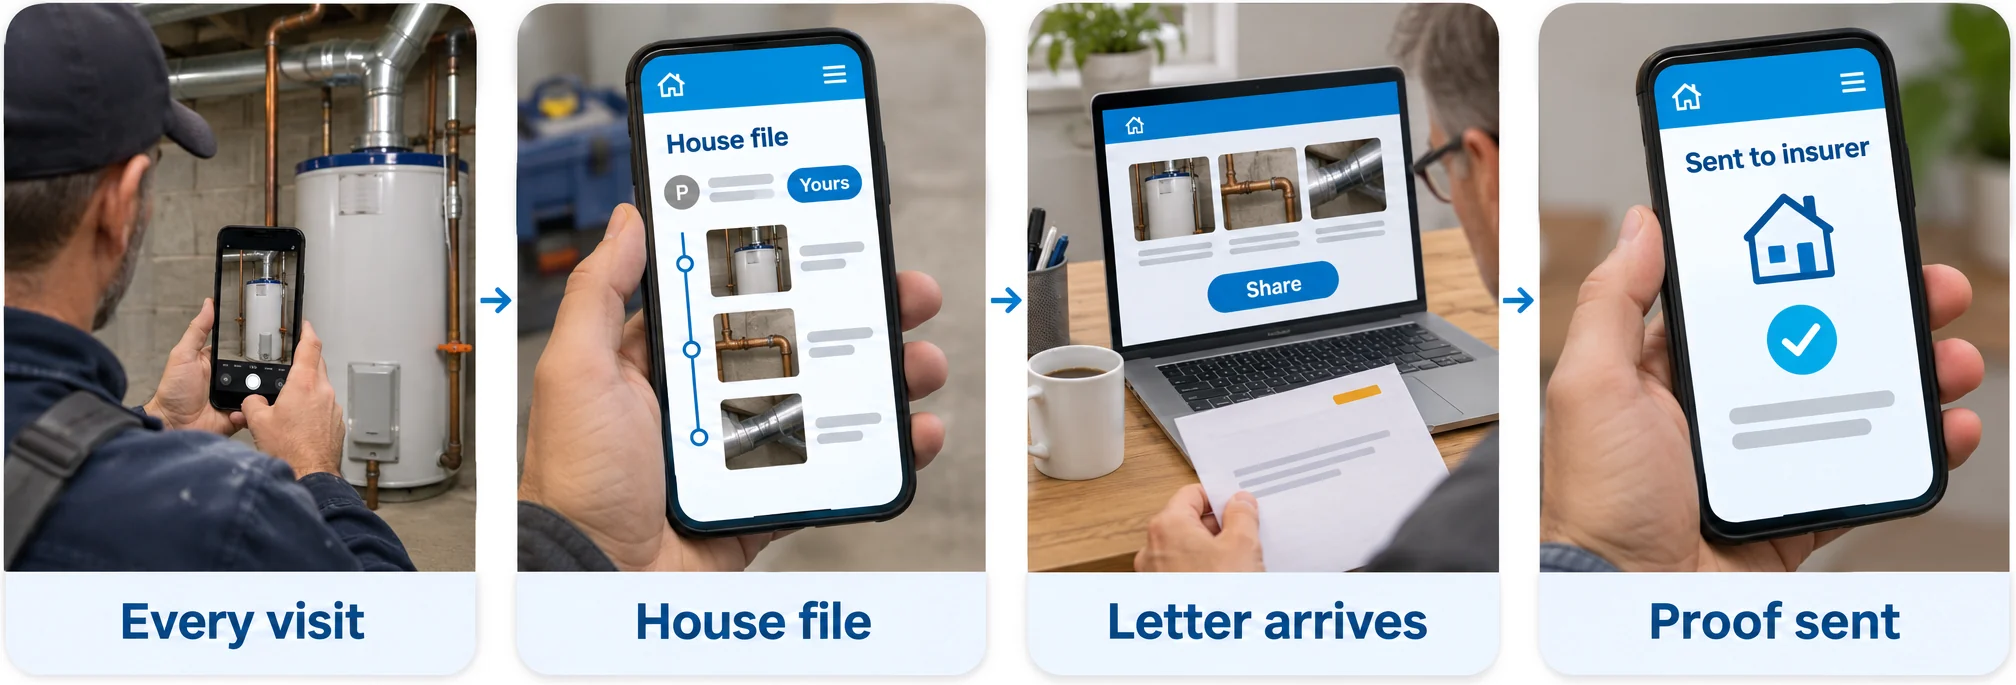 House file
P
Yours
Share
Sent to insurer
Every visit
House file
Letter arrives
Proof sent